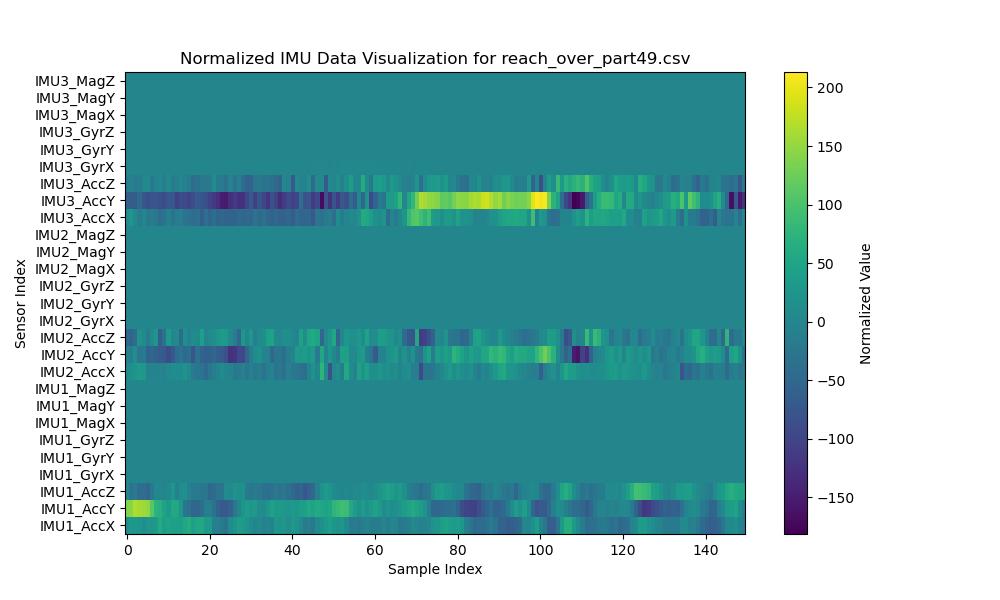 Normalized IMU Data Visualization for reach_over_part49.csv
Sensor Index
IMU3_MagZ
IMU3_MagY
IMU3_MagX
IMU3_GyrZ
IMU3_GyrY
IMU3_GyrX
IMU3_AccZ
IMU3_AccY
IMU3_AccX
IMU2_MagZ
IMU2_MagY
IMU2_MagX
IMU2_GyrZ
IMU2_GyrY
IMU2_GyrX
IMU2_AccZ
IMU2_AccY
IMU2_AccX
IMU1_MagZ
IMU1_MagY
IMU1_MagX
IMU1_GyrZ
IMU1_GyrY
IMU1_GyrX
IMU1_AccZ
IMU1_AccY
IMU1_AccX
0 20 40 60 80 100 120 140
Sample Index
200
150
100
50
0
−50
−100
−150
Normalized Value